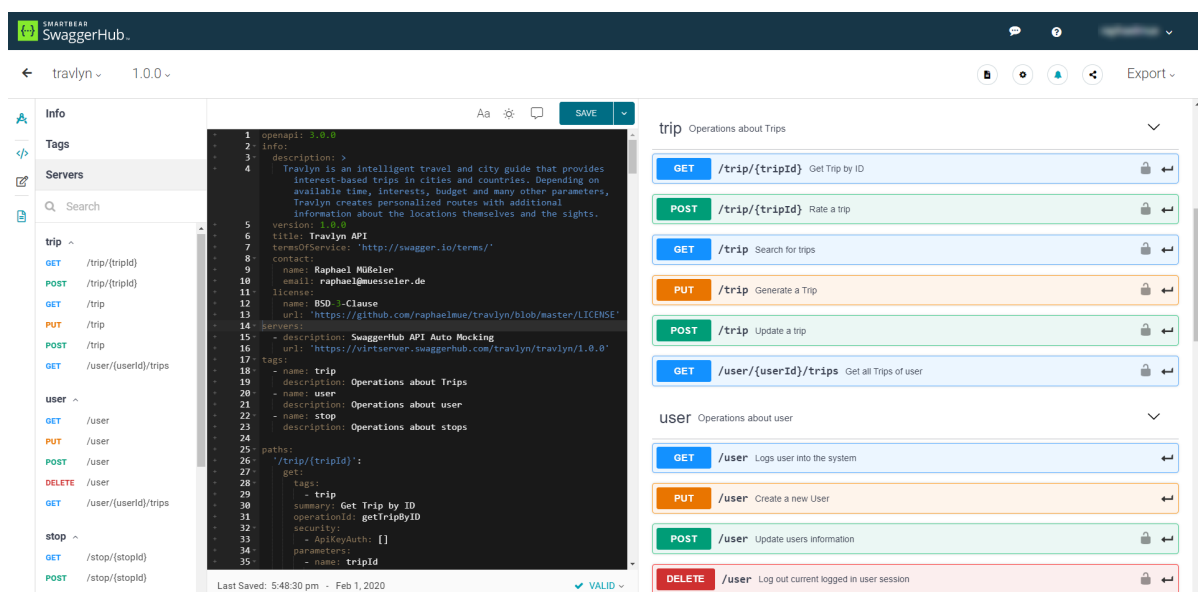 SMARTBEAR
SwaggerHub™
travlyn
1.0.0
Export
Info
Tags
Servers
Search
trip
GET /trip/{tripId}
POST /trip/{tripId}
GET /trip
PUT /trip
POST /trip
GET /user/{userId}/trips
user
GET /user
PUT /user
POST /user
DELETE /user
GET /user/{userId}/trips
stop
GET /stop/{stopId}
POST /stop/{stopId}
Aa
SAVE
1 openapi: 3.0.0
2 info:
3 description: >
4 Travlyn is an intelligent travel and city guide that provides
interest-based trips in cities and countries. Depending on
available time, interests, budget and many other parameters,
Travlyn creates personalized routes with additional
information about the locations themselves and the sights.
5 version: 1.0.0
6 title: Travlyn API
7 termsOfService: 'http://swagger.io/terms/'
8 contact:
9 name: Raphael Müßeler
10 email: raphael@muesseler.de
11 license:
12 name: BSD-3-Clause
13 url: 'https://github.com/raphaelmue/travlyn/blob/master/LICENSE'
14 servers:
15 - description: SwaggerHub API Auto Mocking
16 url: 'https://virtserver.swaggerhub.com/travlyn/travlyn/1.0.0'
17 tags:
18 - name: trip
19 description: Operations about Trips
20 - name: user
21 description: Operations about user
22 - name: stop
23 description: Operations about stops
24
25 paths:
26 '/trip/{tripId}':
27 get:
28 tags:
29 - trip
30 summary: Get Trip by ID
31 operationId: getTripByID
32 security:
33 - ApiKeyAuth: []
34 parameters:
35 - name: tripId
Last Saved: 5:48:30 pm - Feb 1, 2020
VALID
trip Operations about Trips
GET /trip/{tripId} Get Trip by ID
POST /trip/{tripId} Rate a trip
GET /trip Search for trips
PUT /trip Generate a Trip
POST /trip Update a trip
GET /user/{userId}/trips Get all Trips of user
user Operations about user
GET /user Logs user into the system
PUT /user Create a new User
POST /user Update users information
DELETE /user Log out current logged in user session